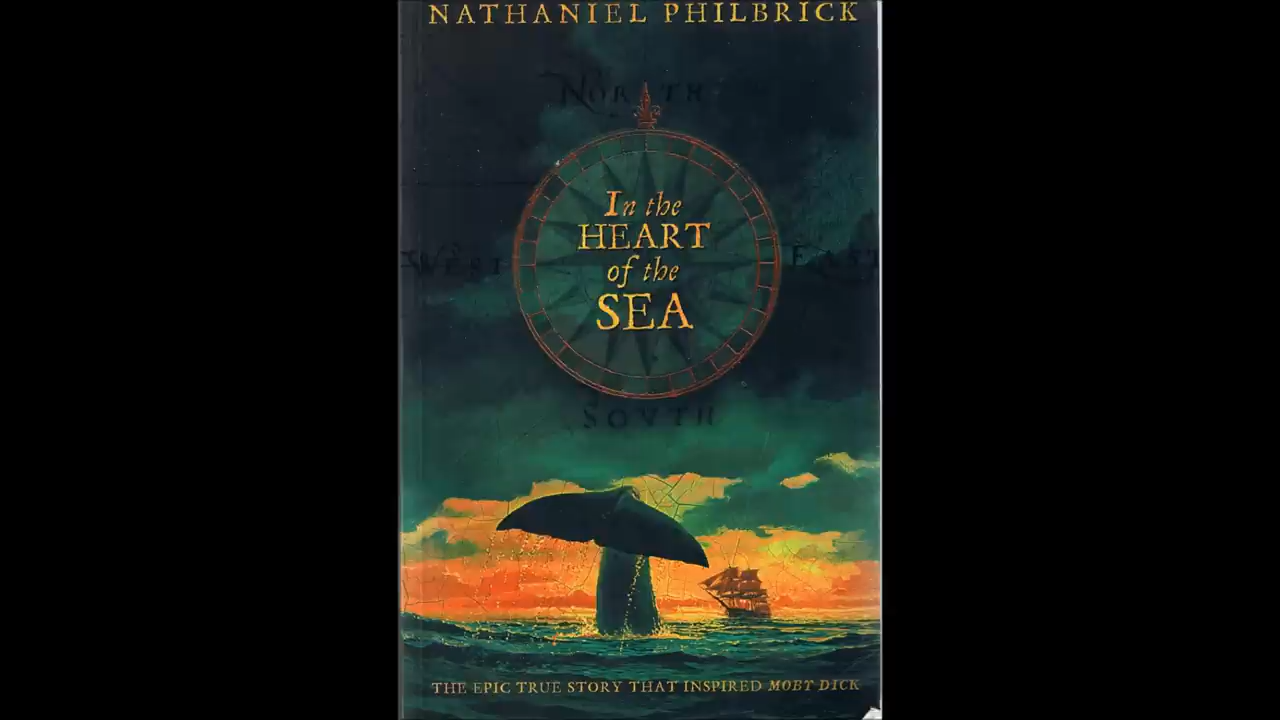 NATHANIEL PHILBRICK
NORTH
In the
HEART
of the
SEA
WEST
EAST
SOVTH
THE EPIC TRUE STORY THAT INSPIRED MOBY DICK